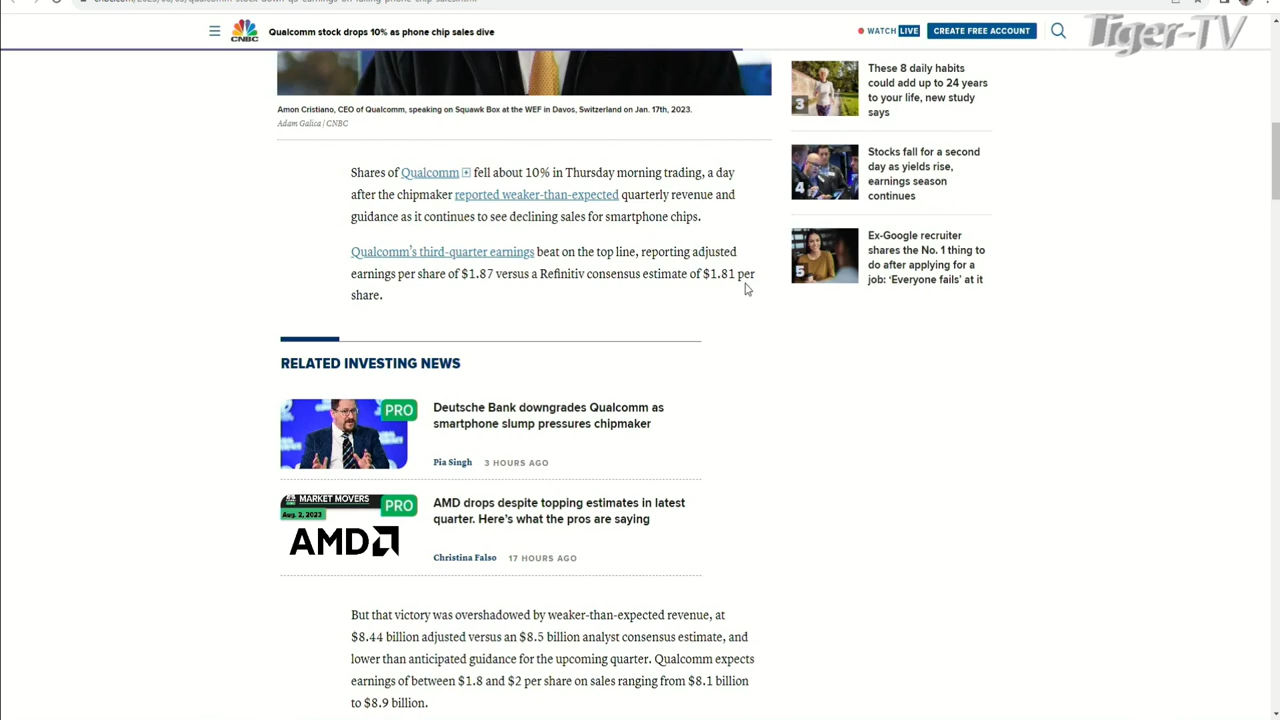 CNBC
Qualcomm stock drops 10% as phone chip sales dive
WATCH LIVE
CREATE FREE ACCOUNT
Tiger-TV
Amon Cristiano, CEO of Qualcomm, speaking on Squawk Box at the WEF in Davos, Switzerland on Jan. 17th, 2023.
Adam Galica | CNBC
Shares of Qualcomm fell about 10% in Thursday morning trading, a day
after the chipmaker reported weaker-than-expected quarterly revenue and
guidance as it continues to see declining sales for smartphone chips.
Qualcomm's third-quarter earnings beat on the top line, reporting adjusted
earnings per share of $1.87 versus a Refinitiv consensus estimate of $1.81 per
share.
RELATED INVESTING NEWS
PRO
Deutsche Bank downgrades Qualcomm as
smartphone slump pressures chipmaker
Pia Singh 3 HOURS AGO
MARKET MOVERS
Aug. 2, 2023
PRO
AMD
AMD drops despite topping estimates in latest
quarter. Here's what the pros are saying
Christina Falso 17 HOURS AGO
But that victory was overshadowed by weaker-than-expected revenue, at
$8.44 billion adjusted versus an $8.5 billion analyst consensus estimate, and
lower than anticipated guidance for the upcoming quarter. Qualcomm expects
earnings of between $1.8 and $2 per share on sales ranging from $8.1 billion
to $8.9 billion.
3
These 8 daily habits
could add up to 24 years
to your life, new study
says
4
Stocks fall for a second
day as yields rise,
earnings season
continues
5
Ex-Google recruiter
shares the No. 1 thing to
do after applying for a
job: ‘Everyone fails’ at it